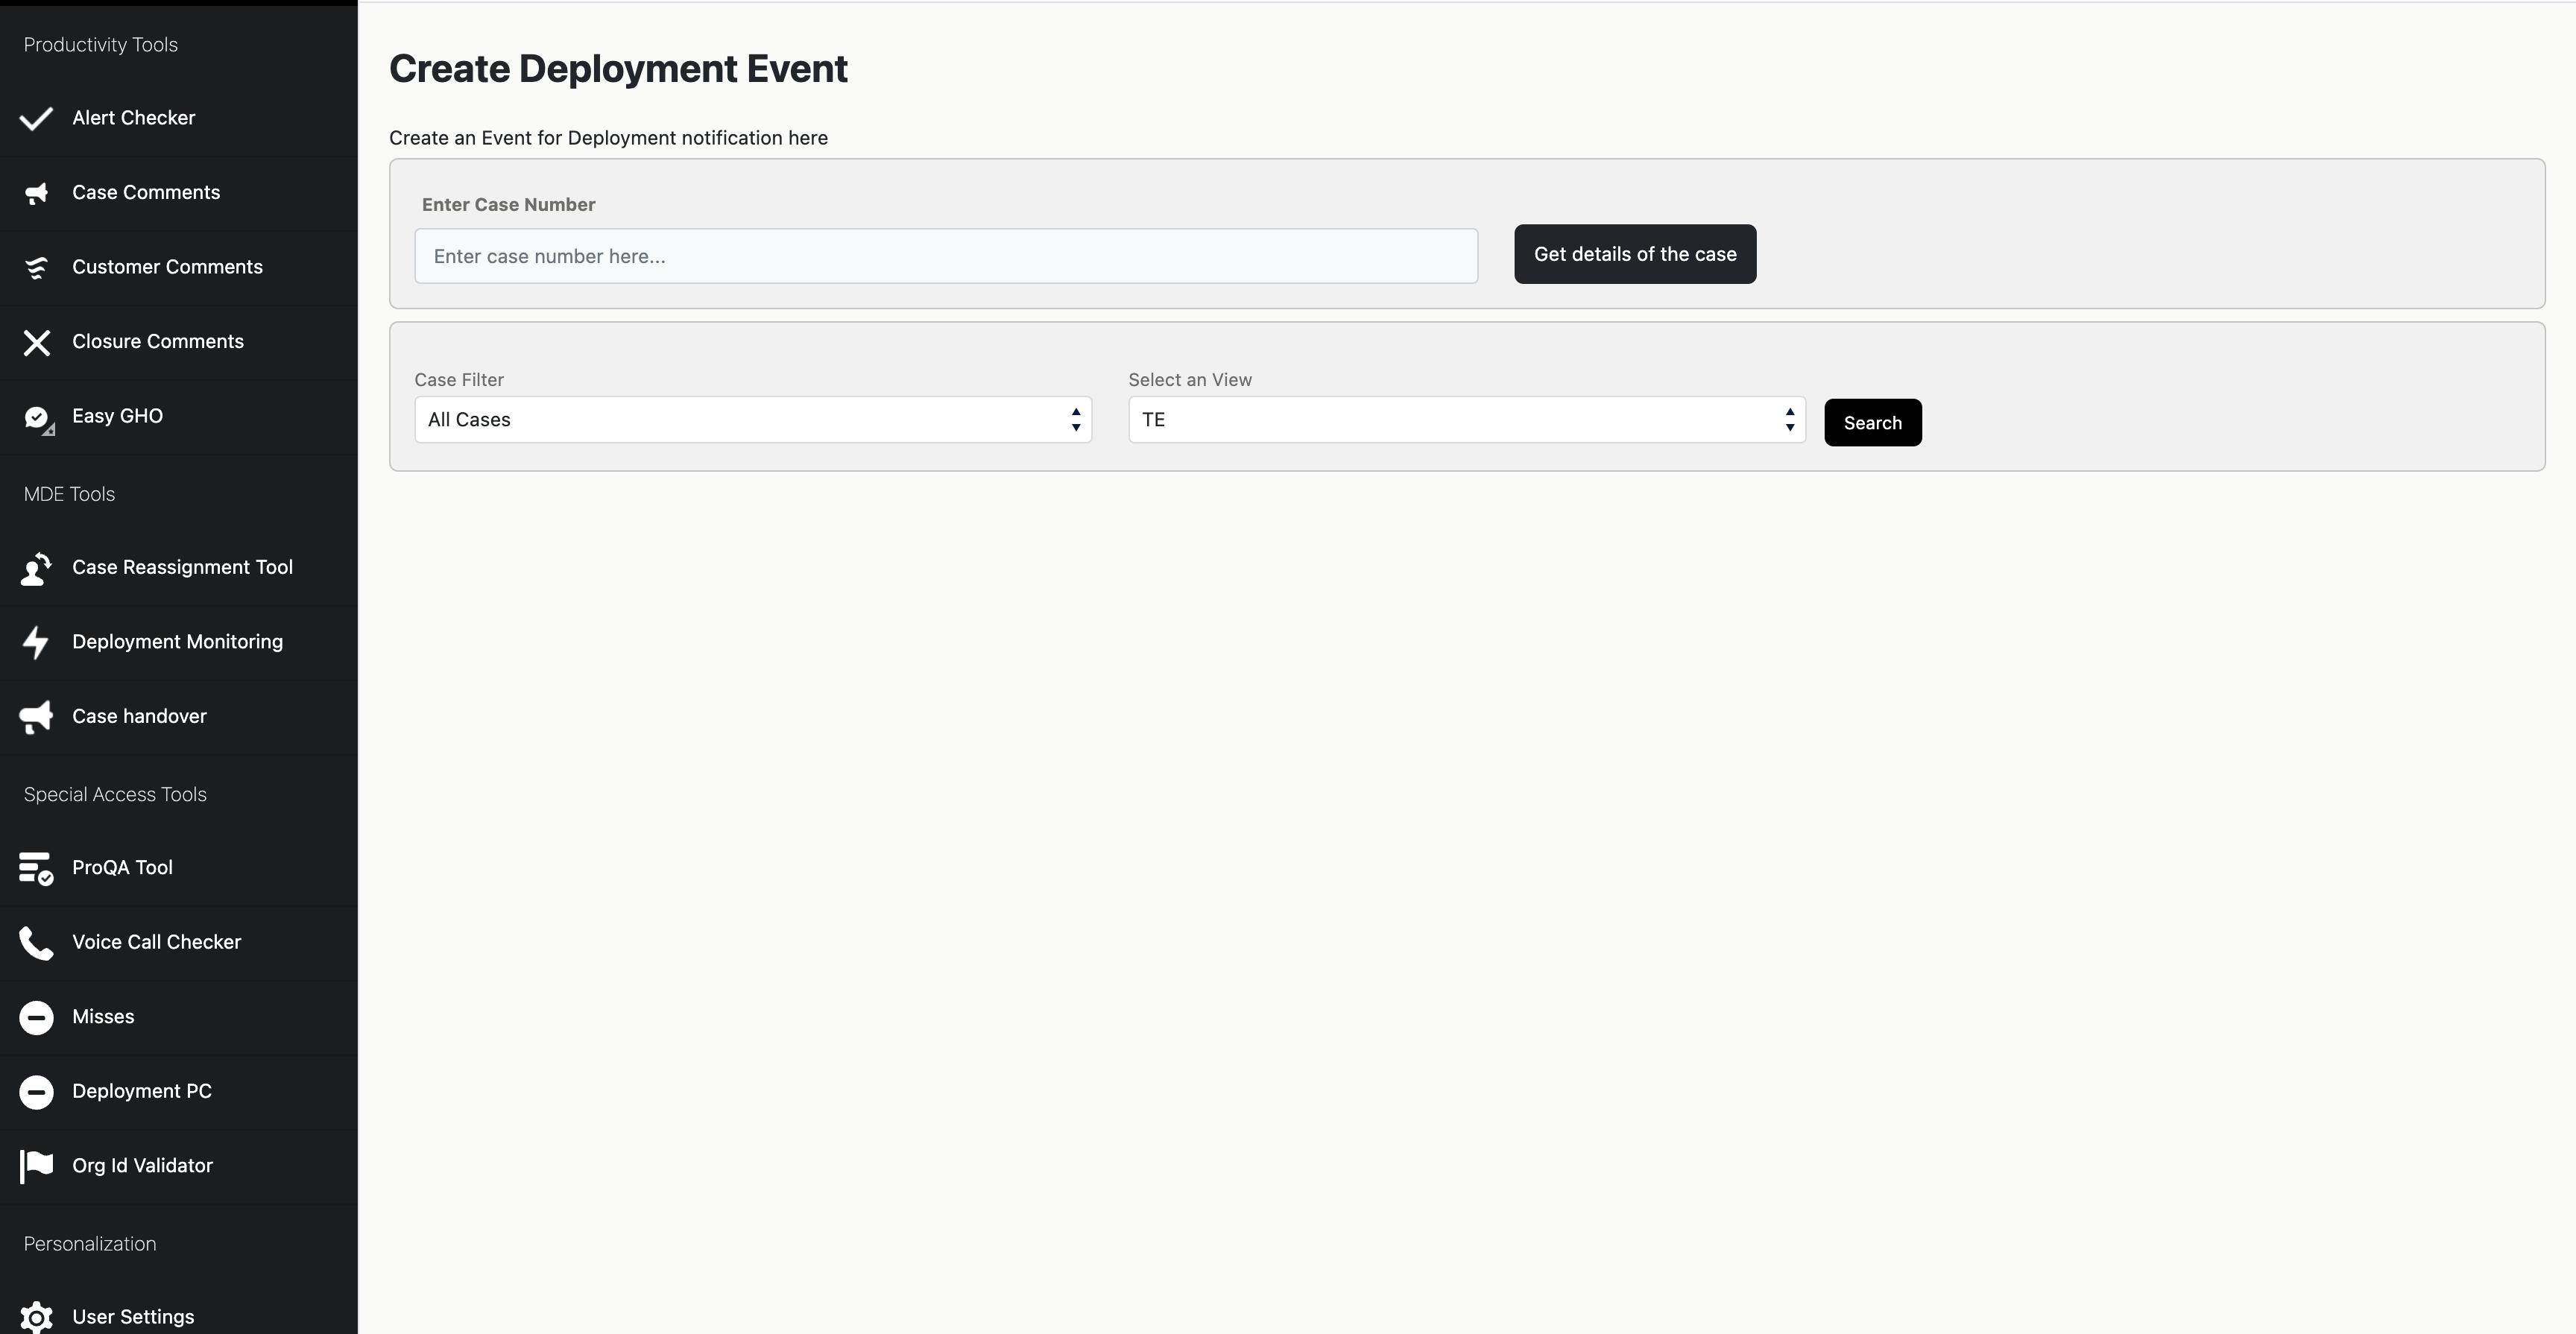 Productivity Tools
Alert Checker
Case Comments
Customer Comments
Closure Comments
Easy GHO
MDE Tools
Case Reassignment Tool
Deployment Monitoring
Case handover
Special Access Tools
ProQA Tool
Voice Call Checker
Misses
Deployment PC
Org Id Validator
Personalization
User Settings
Create Deployment Event
Create an Event for Deployment notification here
Enter Case Number
Enter case number here...
Get details of the case
Case Filter
All Cases
Select an View
TE
Search